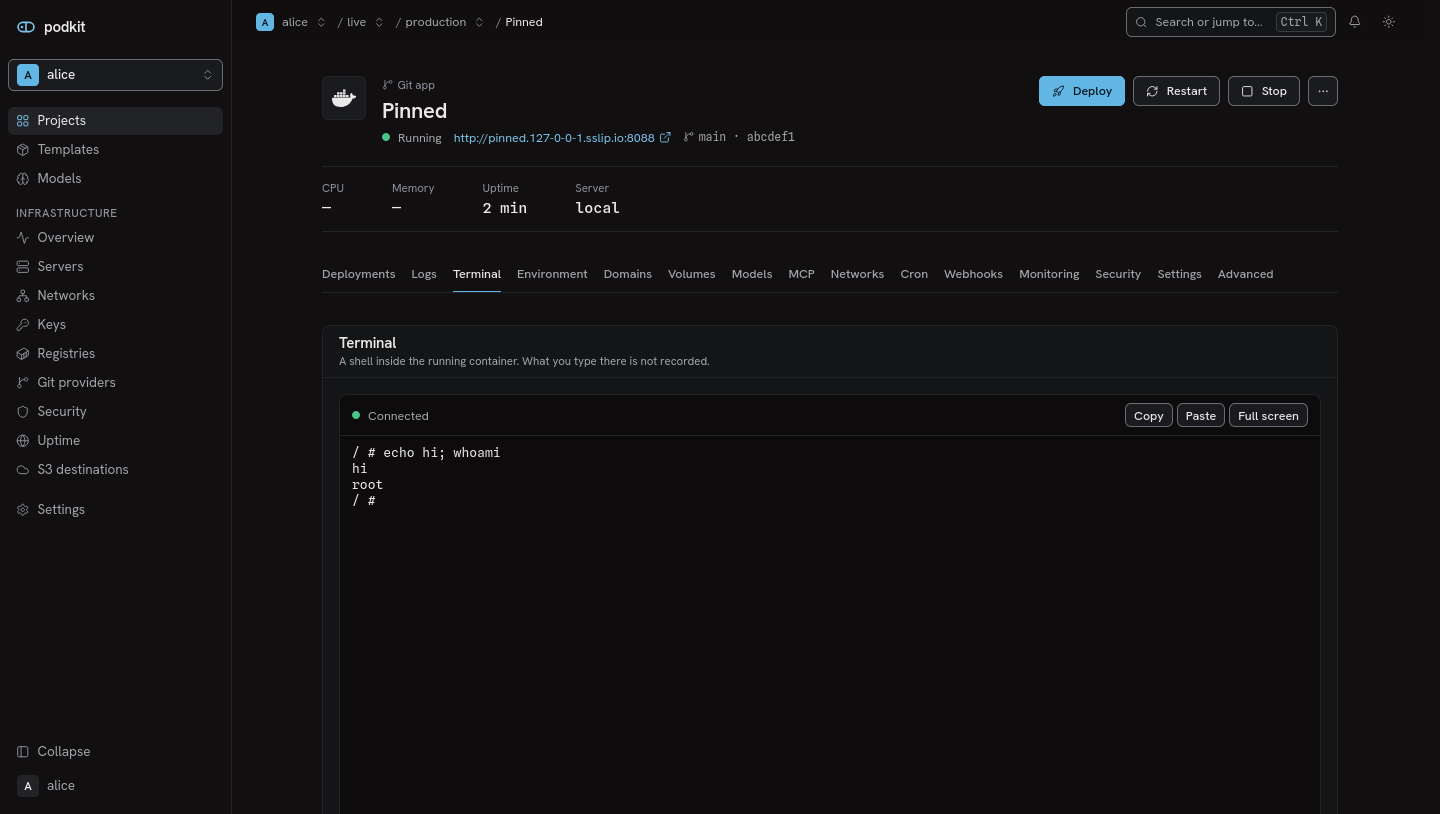 podkit
A alice
Projects
Templates
Models
INFRASTRUCTURE
Overview
Servers
Networks
Keys
Registries
Git providers
Security
Uptime
S3 destinations
Settings
Collapse
A alice
A alice / live / production / Pinned
Search or jump to... Ctrl K
Git app
Pinned
Running http://pinned.127-0-0-1.sslip.io:8088 main · abcdef1
Deploy Restart Stop ...
CPU Memory Uptime Server
— — 2 min local
Deployments Logs Terminal Environment Domains Volumes Models MCP Networks Cron Webhooks Monitoring Security Settings Advanced
Terminal
A shell inside the running container. What you type there is not recorded.
Connected Copy Paste Full screen
/ # echo hi; whoami
hi
root
/ #